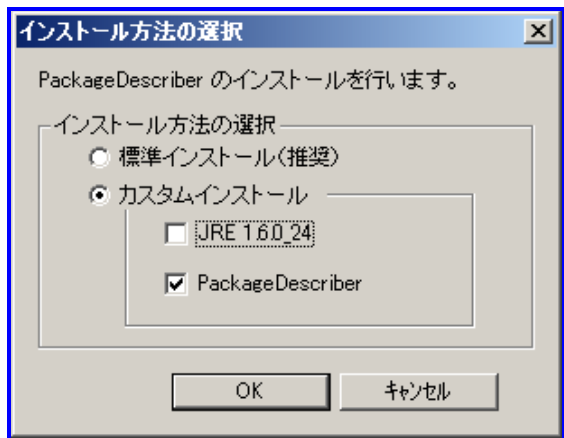 インストール方法の選択
PackageDescriber のインストールを行います。
インストール方法の選択
標準インストール(推奨)
カスタムインストール
JRE 1.6.0_24
PackageDescriber
OK
キャンセル